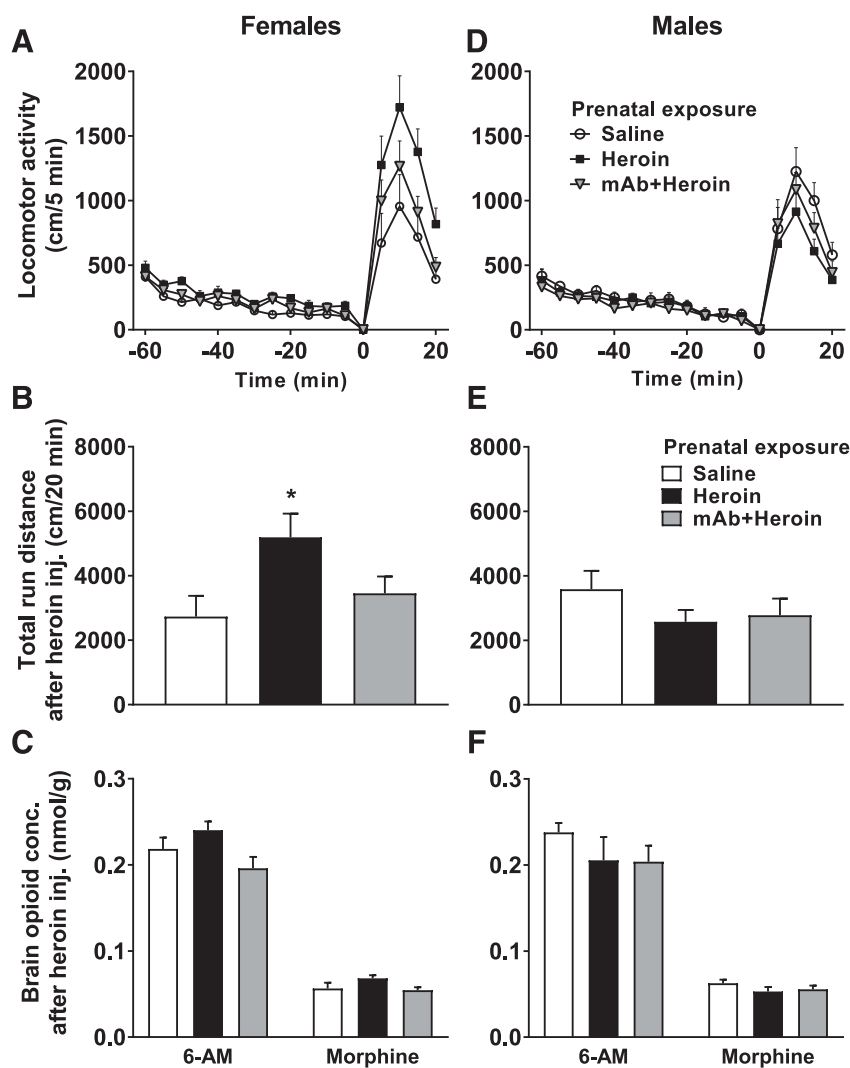 Females
Males
A
Locomotor activity
(cm/5 min)
2000
1500
1000
500
0
-60
-40
-20
0
20
Time (min)
D
2000
1500
1000
500
0
Prenatal exposure
Saline
Heroin
mAb+Heroin
-60
-40
-20
0
20
Time (min)
B
Total run distance
after heroin inj. (cm/20 min)
8000
6000
4000
2000
0
*
E
8000
6000
4000
2000
0
Prenatal exposure
Saline
Heroin
mAb+Heroin
C
Brain opioid conc.
after heroin inj. (nmol/g)
0.3
0.2
0.1
0.0
6-AM
Morphine
F
0.3
0.2
0.1
0.0
6-AM
Morphine